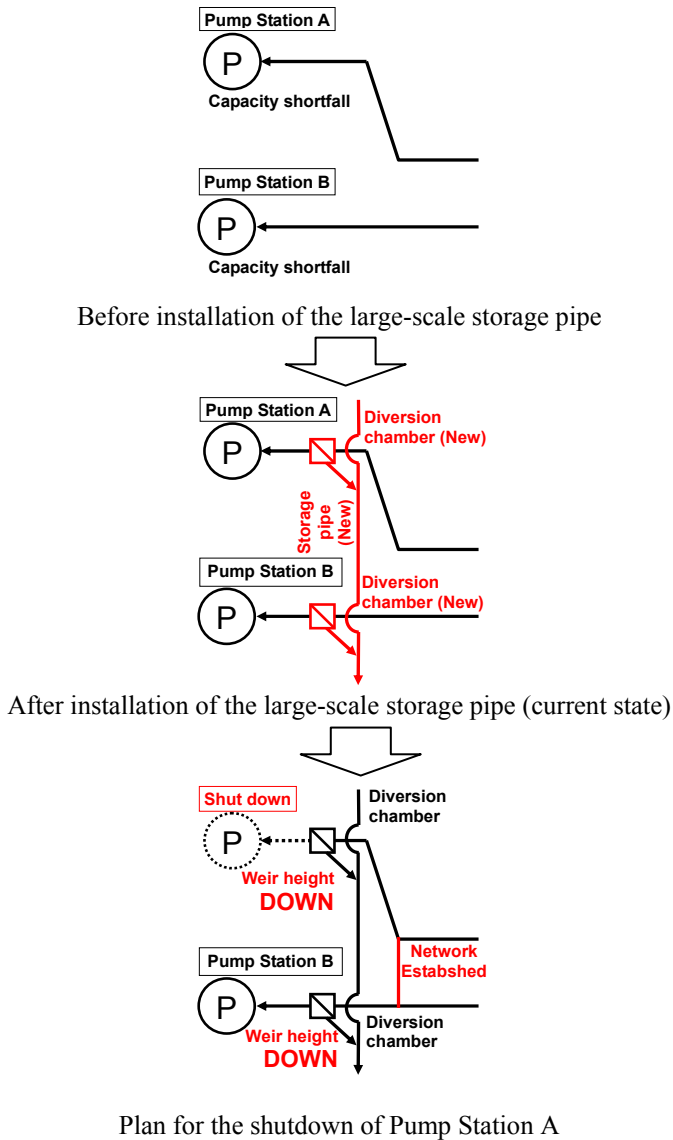 Pump Station A
P
Capacity shortfall
Pump Station B
P
Capacity shortfall
Before installation of the large-scale storage pipe
Pump Station A
Diversion
chamber (New)
P
Storage
pipe
(New)
Pump Station B
Diversion
chamber (New)
P
After installation of the large-scale storage pipe (current state)
Shut down
Diversion
chamber
P
Weir height
DOWN
Network
Estabshed
Pump Station B
P
Diversion
chamber
Weir height
DOWN
Plan for the shutdown of Pump Station A